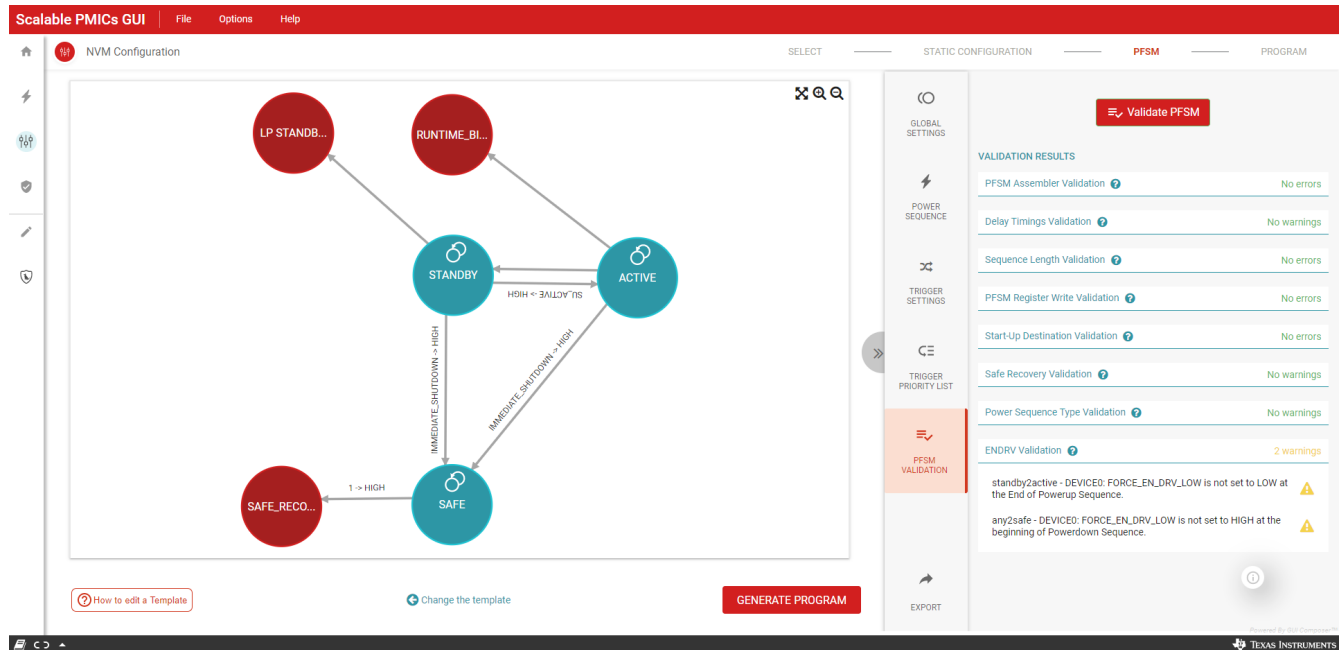 Scalable PMICs GUI
File
Options
Help
NVM Configuration
SELECT
STATIC CONFIGURATION
PFSM
PROGRAM
LP STANDB...
RUNTIME_BI...
STANDBY
ACTIVE
SU_ACTIVE -> HIGH
IMMEDIATE_SHUTDOWN -> HIGH
IMMEDIATE_SHUTDOWN -> HIGH
1 -> HIGH
SAFE_RECO...
SAFE
How to edit a Template
Change the template
GENERATE PROGRAM
GLOBAL
SETTINGS
POWER
SEQUENCE
TRIGGER
SETTINGS
TRIGGER
PRIORITY LIST
PFSM
VALIDATION
EXPORT
Validate PFSM
VALIDATION RESULTS
PFSM Assembler Validation
No errors
Delay Timings Validation
No warnings
Sequence Length Validation
No errors
PFSM Register Write Validation
No errors
Start-Up Destination Validation
No errors
Safe Recovery Validation
No warnings
Power Sequence Type Validation
No warnings
ENDRV Validation
2 warnings
standby2active - DEVICE0: FORCE_EN_DRV_LOW is not set to LOW at
the End of Powerup Sequence.
any2safe - DEVICE0: FORCE_EN_DRV_LOW is not set to HIGH at the
beginning of Powerdown Sequence.
Powered By GUI Composer™
TEXAS INSTRUMENTS